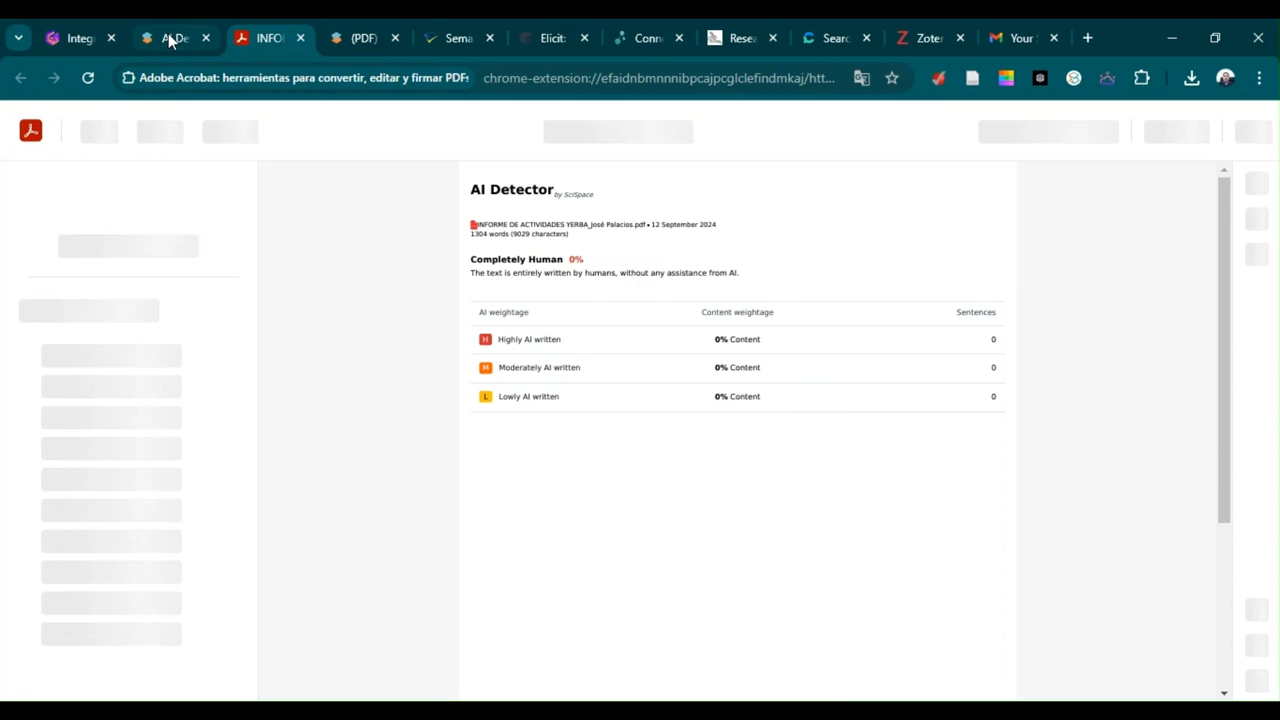 Integ
AI De
INFO
(PDF)
Sema
Elicit:
Conn
Resea
Searc
Zoter
Your
Adobe Acrobat: herramientas para convertir, editar y firmar PDFs
chrome-extension://efaidnbmnnnibpcajpcglclefindmkaj/htt...
AI Detector by SciSpace
INFORME DE ACTIVIDADES YERBA_José Palacios.pdf • 12 September 2024
1304 words (9029 characters)
Completely Human 0%
The text is entirely written by humans, without any assistance from AI.
AI weightage Content weightage Sentences
H Highly AI written 0% Content 0
M Moderately AI written 0% Content 0
L Lowly AI written 0% Content 0